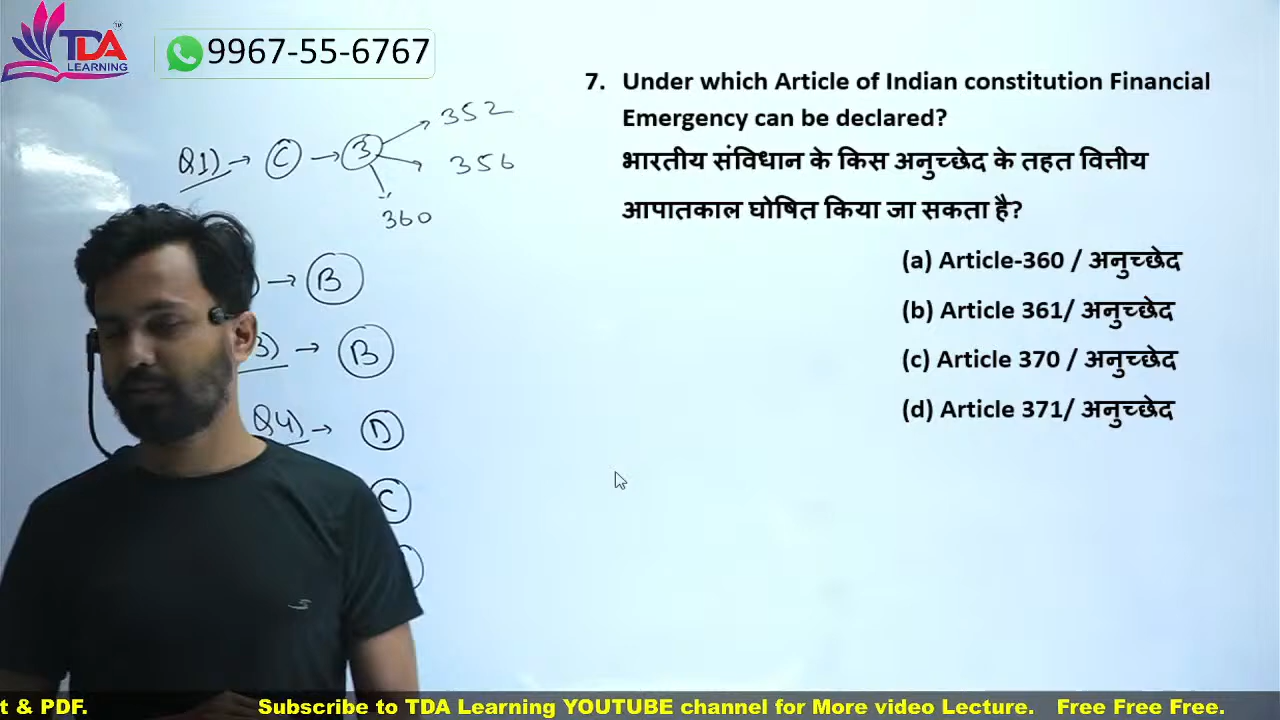 TDA
LEARNING
9967-55-6767
Q1) → C → 3
352
356
360
→ B
3) → B
Q4) → D
C
7. Under which Article of Indian constitution Financial
Emergency can be declared?
भारतीय संविधान के किस अनुच्छेद के तहत वित्तीय
आपातकाल घोषित किया जा सकता है?
(a) Article-360 / अनुच्छेद
(b) Article 361/ अनुच्छेद
(c) Article 370 / अनुच्छेद
(d) Article 371/ अनुच्छेद
t & PDF. Subscribe to TDA Learning YOUTUBE channel for More video Lecture. Free Free Free.